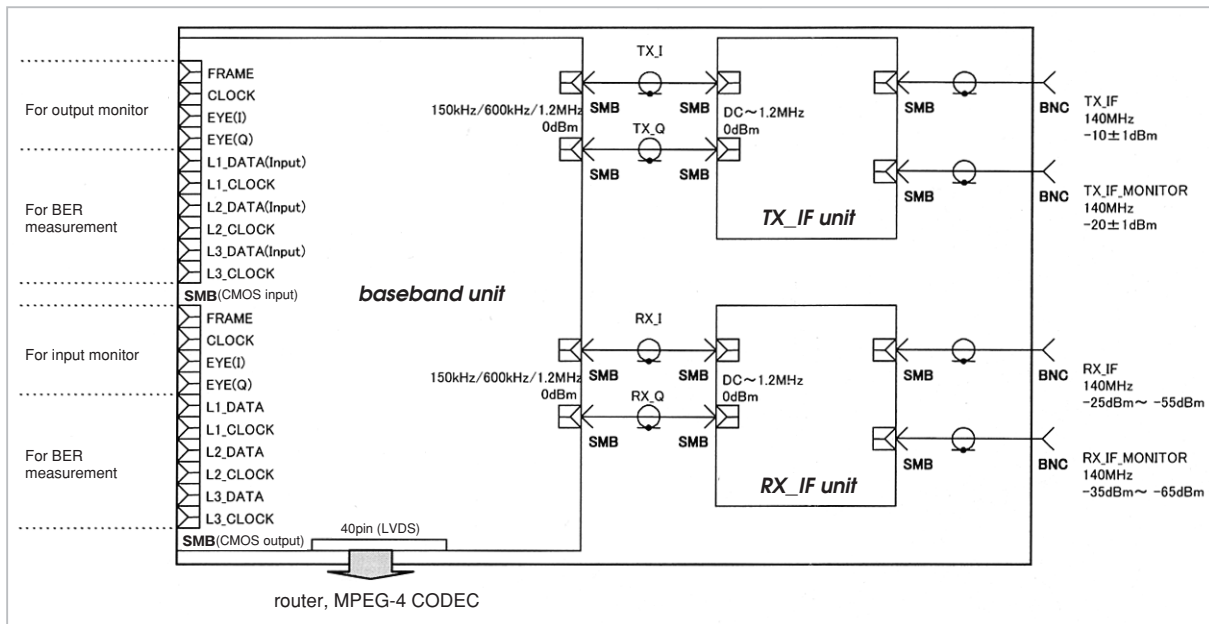 For output monitor
FRAME
CLOCK
EYE(I)
EYE(Q)
For BER
measurement
L1_DATA(Input)
L1_CLOCK
L2_DATA(Input)
L2_CLOCK
L3_DATA(Input)
L3_CLOCK
SMB(CMOS input)
For input monitor
FRAME
CLOCK
EYE(I)
EYE(Q)
For BER
measurement
L1_DATA
L1_CLOCK
L2_DATA
L2_CLOCK
L3_DATA
L3_CLOCK
SMB(CMOS output)
40pin (LVDS)
router, MPEG-4 CODEC
baseband unit
TX_I
SMB
SMB
150kHz/600kHz/1.2MHz
0dBm
DC~1.2MHz
0dBm
TX_Q
SMB
SMB
TX_IF unit
SMB
BNC
TX_IF
140MHz
-10±1dBm
SMB
BNC
TX_IF_MONITOR
140MHz
-20±1dBm
RX_I
SMB
SMB
150kHz/600kHz/1.2MHz
0dBm
DC~1.2MHz
0dBm
RX_Q
SMB
SMB
RX_IF unit
SMB
BNC
RX_IF
140MHz
-25dBm~ -55dBm
SMB
BNC
RX_IF_MONITOR
140MHz
-35dBm~ -65dBm